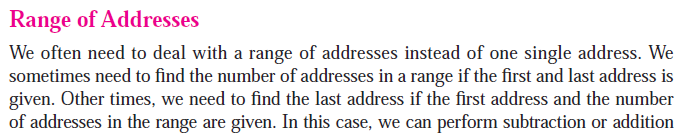 Range of Addresses
We often need to deal with a range of addresses instead of one single address. We
sometimes need to find the number of addresses in a range if the first and last address is
given. Other times, we need to find the last address if the first address and the number
of addresses in the range are given. In this case, we can perform subtraction or addition